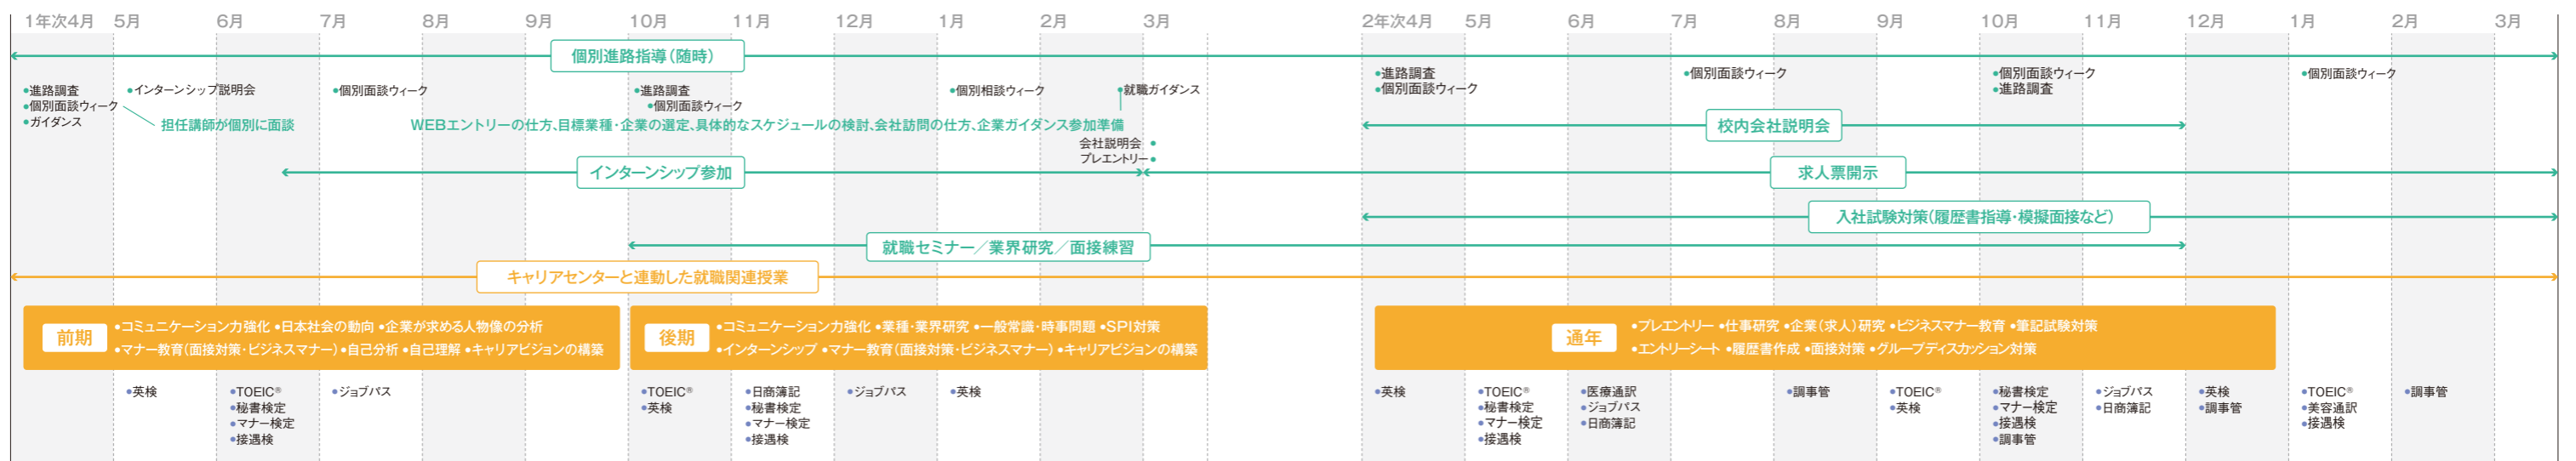 1年次4月 5月 6月 7月 8月 9月 10月 11月 12月 1月 2月 3月 2年次4月 5月 6月 7月 8月 9月 10月 11月 12月 1月 2月 3月
個別進路指導(随時)
●進路調査
●個別面談ウィーク
●ガイダンス
担任講師が個別に面談
●インターンシップ説明会
●個別面談ウィーク
●進路調査
●個別面談ウィーク
●個別相談ウィーク
●就職ガイダンス
WEBエントリーの仕方、目標業種・企業の選定、具体的なスケジュールの検討、会社訪問の仕方、企業ガイダンス参加準備
会社説明会●
プレエントリー●
●進路調査
●個別面談ウィーク
●個別面談ウィーク
●個別面談ウィーク
●進路調査
●個別面談ウィーク
校内会社説明会
インターンシップ参加
求人票開示
入社試験対策(履歴書指導・模擬面接など)
就職セミナー／業界研究／面接練習
キャリアセンターと連動した就職関連授業
前期
●コミュニケーション力強化 ●日本社会の動向 ●企業が求める人物像の分析
●マナー教育(面接対策・ビジネスマナー) ●自己分析 ●自己理解 ●キャリアビジョンの構築
後期
●コミュニケーション力強化 ●業種・業界研究 ●一般常識・時事問題 ●SPI対策
●インターンシップ ●マナー教育(面接対策・ビジネスマナー) ●キャリアビジョンの構築
通年
●プレエントリー ●仕事研究 ●企業(求人)研究 ●ビジネスマナー教育 ●筆記試験対策
●エントリーシート ●履歴書作成 ●面接対策 ●グループディスカッション対策
●英検
●TOEIC®
●秘書検定
●マナー検定
●接遇検
●ジョブパス
●TOEIC®
●英検
●日商簿記
●秘書検定
●マナー検定
●接遇検
●ジョブパス
●英検
●英検
●TOEIC®
●秘書検定
●マナー検定
●接遇検
●医療通訳
●ジョブパス
●日商簿記
●調事管
●TOEIC®
●英検
●秘書検定
●マナー検定
●接遇検
●調事管
●ジョブパス
●日商簿記
●英検
●調事管
●TOEIC®
●美容通訳
●接遇検
●調事管